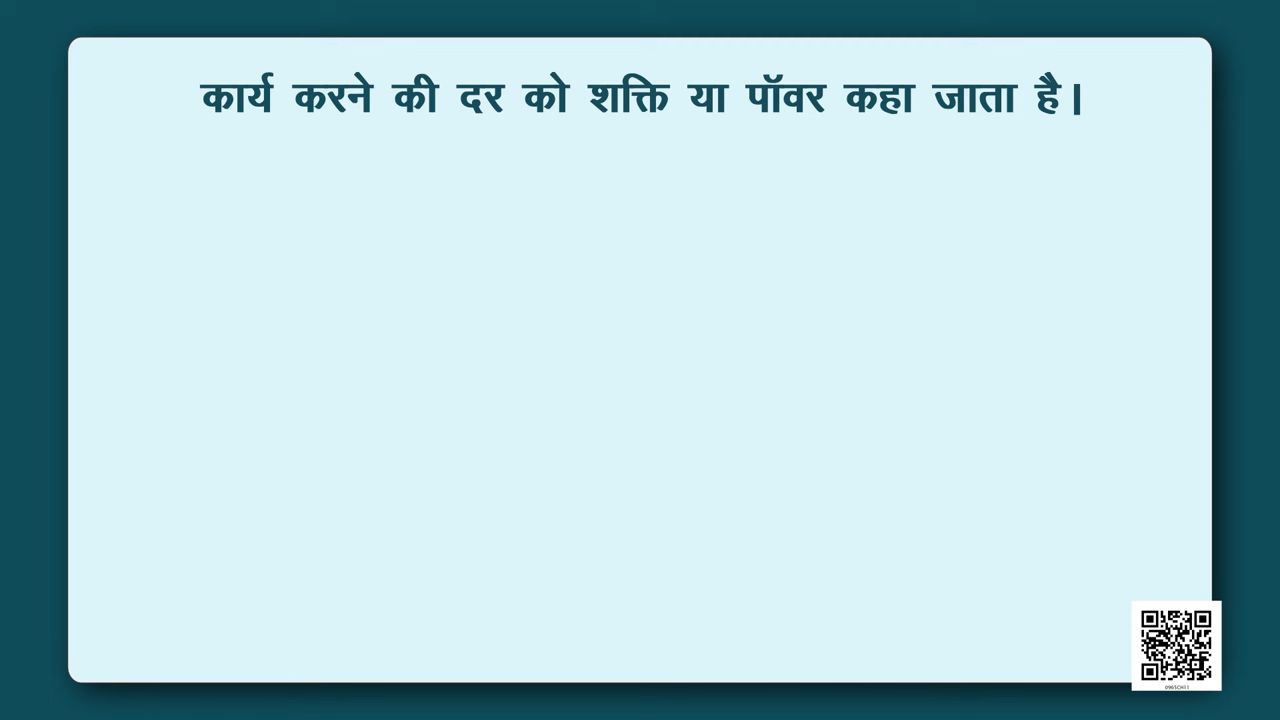 कार्य करने की दर को शक्ति या पॉवर कहा जाता है।